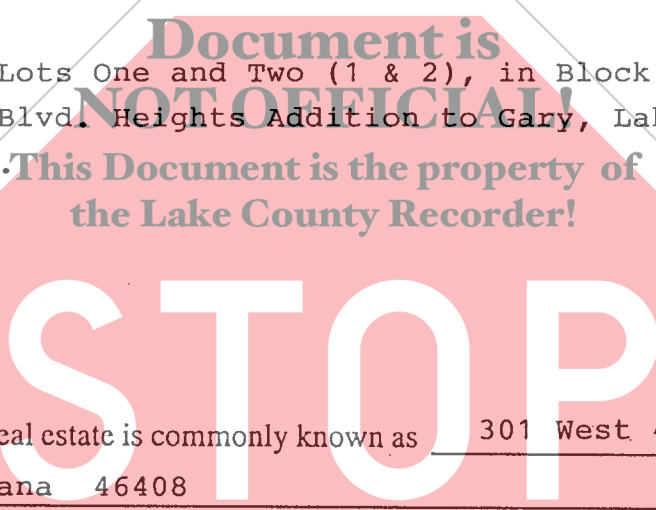 Document is
Lots One and Two (1 & 2), in Block
NOT OFFICIAL!
Blvd. Heights Addition to Gary, Lak
This Document is the property of
the Lake County Recorder!
STOP
eal estate is commonly known as 301 West
ana 46408